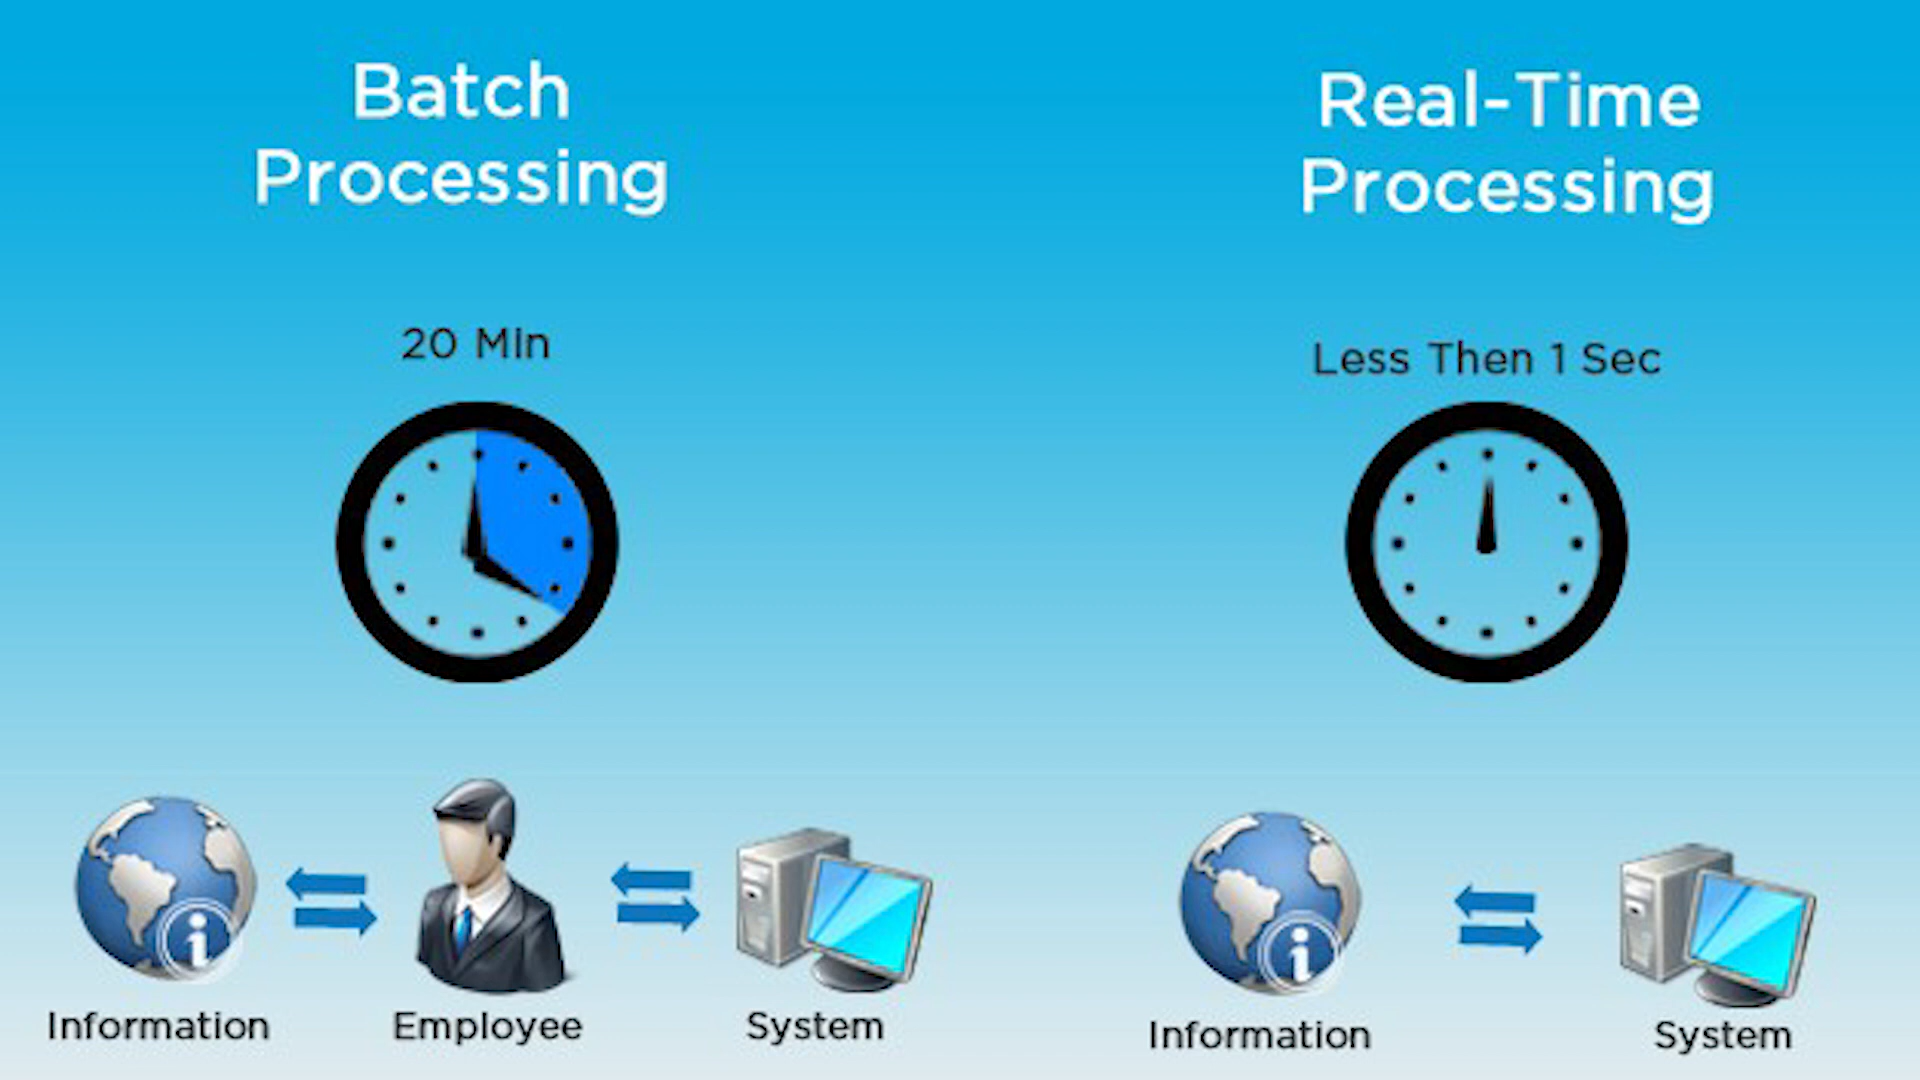 Batch
Processing
Real-Time
Processing
20 MIn
Less Then 1 Sec
i
i
Information
Employee
System
Information
System